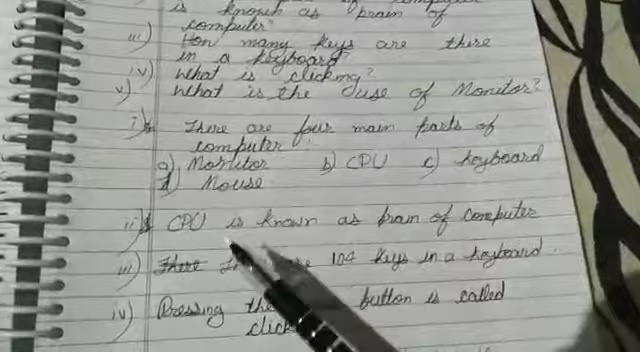 is known as brain of
computer?
iii) How many keys are there
in a keyboard?
iv) What is clicking?
v) What is the use of Monitor?
i) There are four main parts of
computer.
a) Monitor b) CPU c) keyboard
d) Mouse
ii) CPU is known as brain of computer
iii) There 104 keys in a keyboard.
iv) Pressing the button is called